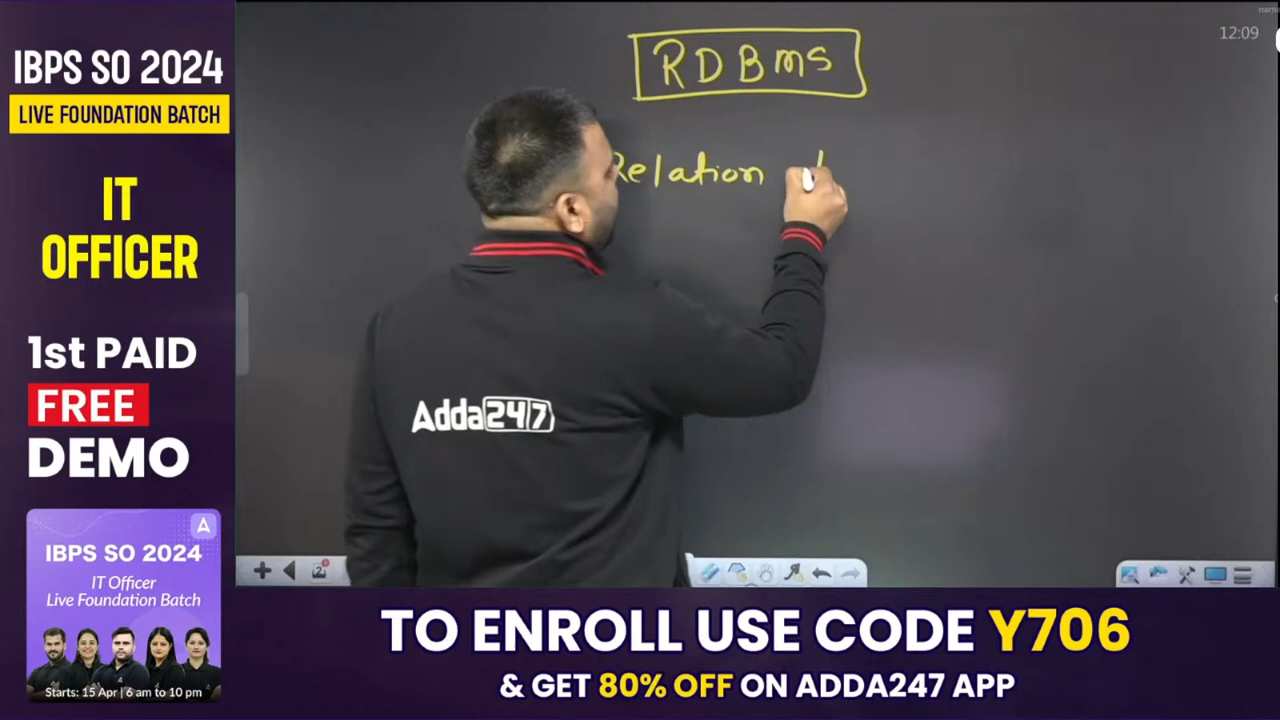 IBPS SO 2024
LIVE FOUNDATION BATCH
IT
OFFICER
1st PAID
FREE
DEMO
IBPS SO 2024
IT Officer
Live Foundation Batch
Starts: 15 Apr | 6 am to 10 pm
12:09
RDBMS
Relation
Adda247
2
TO ENROLL USE CODE Y706
& GET 80% OFF ON ADDA247 APP